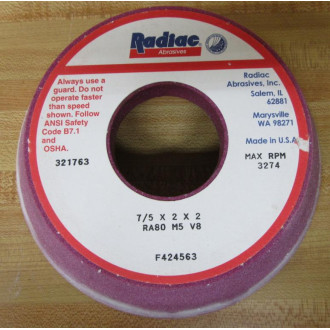 Radiac
Abrasives
Always use a
guard. Do not
operate faster
than speed
shown. Follow
ANSI Safety
Code B7.1
and
OSHA.
321763
Radiac
Abrasives, Inc.
Salem, IL
62881
Marysville
WA 98271
Made in U.S.A.
MAX RPM
3274
7/5 X 2 X 2
RA80 M5 V8
F424563